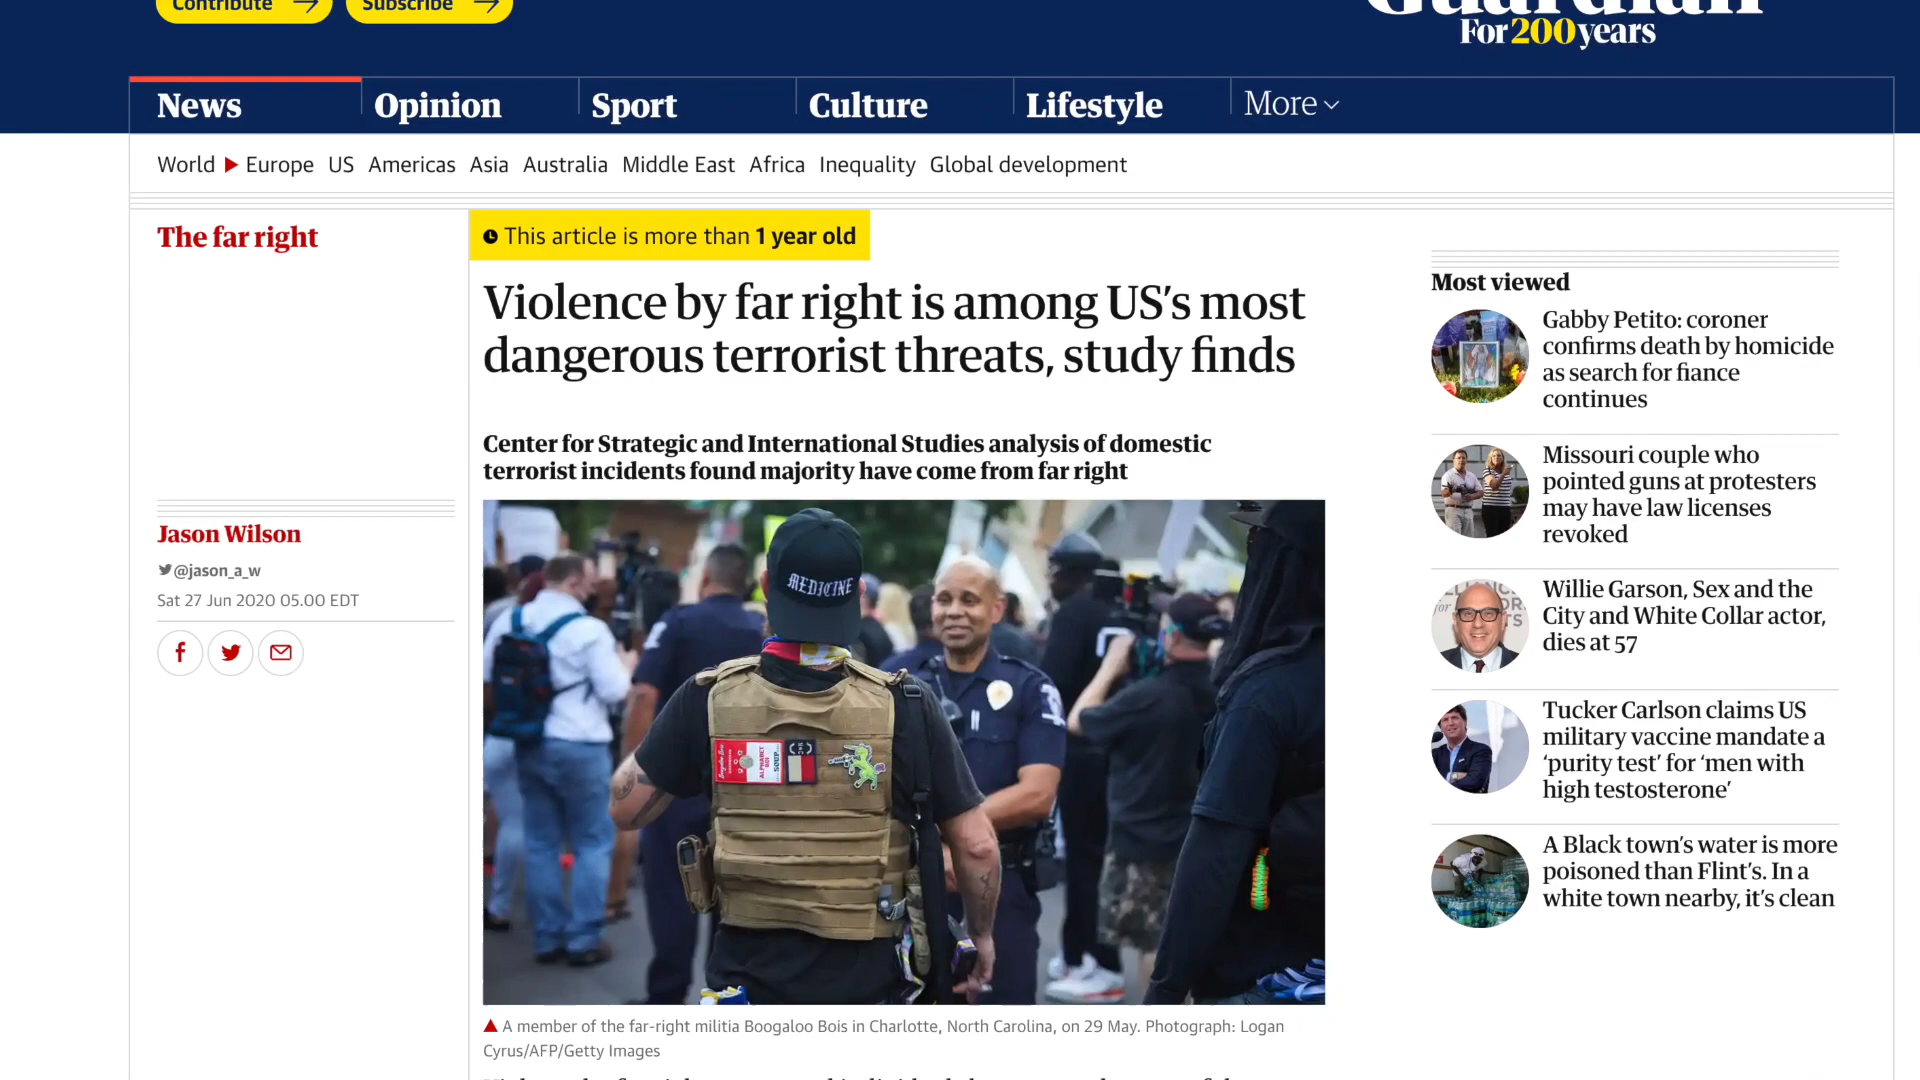 Contribute
Subscribe
Guardian
For 200 years
News
Opinion
Sport
Culture
Lifestyle
More
World
Europe
US
Americas
Asia
Australia
Middle East
Africa
Inequality
Global development
The far right
This article is more than 1 year old
Violence by far right is among US’s most
dangerous terrorist threats, study finds
Center for Strategic and International Studies analysis of domestic
terrorist incidents found majority have come from far right
Jason Wilson
@jason_a_w
Sat 27 Jun 2020 05.00 EDT
MEDICINE
ALPHABET
BOI
SOUP
A member of the far-right militia Boogaloo Bois in Charlotte, North Carolina, on 29 May. Photograph: Logan
Cyrus/AFP/Getty Images
Most viewed
Gabby Petito: coroner
confirms death by homicide
as search for fiance
continues
Missouri couple who
pointed guns at protesters
may have law licenses
revoked
Willie Garson, Sex and the
City and White Collar actor,
dies at 57
Tucker Carlson claims US
military vaccine mandate a
‘purity test’ for ‘men with
high testosterone’
A Black town’s water is more
poisoned than Flint’s. In a
white town nearby, it’s clean